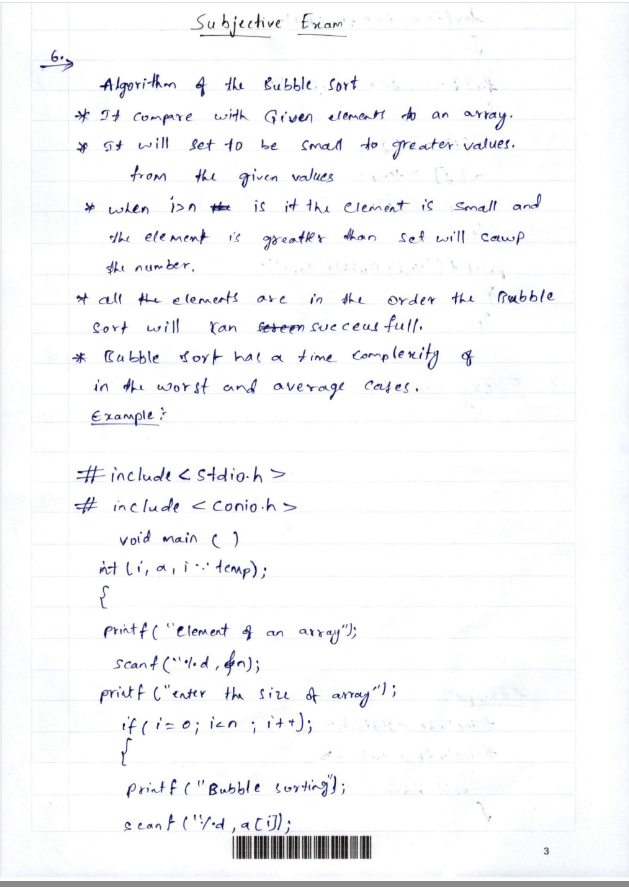 Subjective Exam:
6.
Algorithm of the Bubble sort
* It compare with Given elements to an array.
* It will set to be small to greater values.
from the given values
* when i>n is it the element is small and
the element is greatter than set will sawp
the number.
* all the elements are in the order the Bubble
sort will ran succeusfull.
* Bubble sort has a time complexity of
in the worst and average cases.
Example:
# include <stdio.h>
# include <conio.h>
void main ( )
int (i, a, i temp);
{
printf ( "Element of an array");
scanf ("%d, &n);
printf ("enter the size of array");
if ( i = 0; i<n ; i++);
{
printf ( "Bubble sorting");
scanf ("%d, a[i]);
3